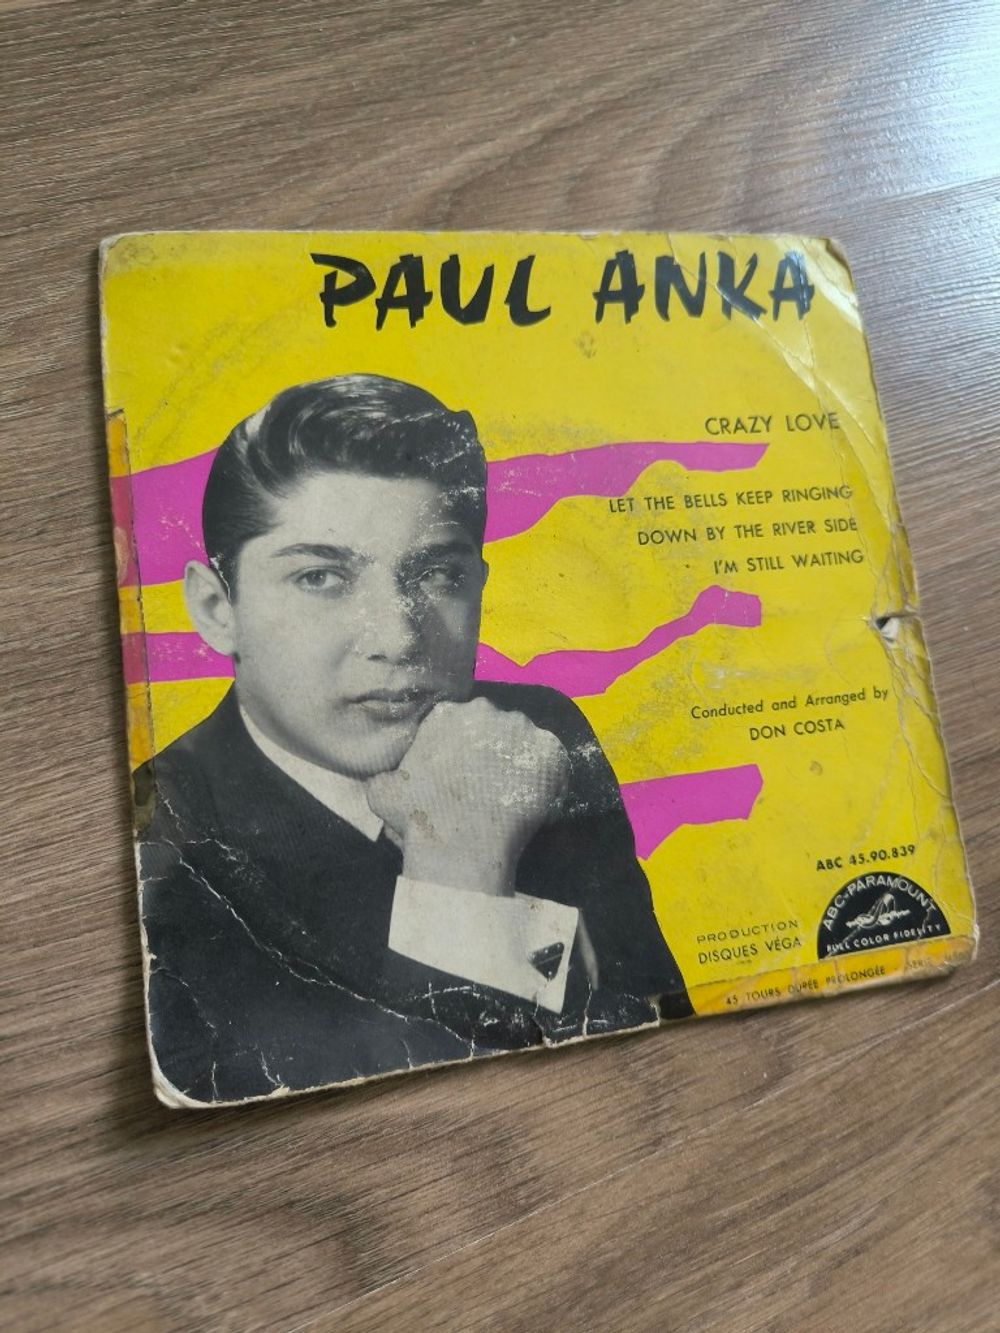 PAUL ANKA
CRAZY LOVE
LET THE BELLS KEEP RINGING
DOWN BY THE RIVER SIDE
I'M STILL WAITING
Conducted and Arranged by
DON COSTA
ABC 45.90.839
ABC-PARAMOUNT
FULL COLOR FIDELITY
PRODUCTION
DISQUES VÉGA
45 TOURS DURÉE PROLONGÉE SÉRIE